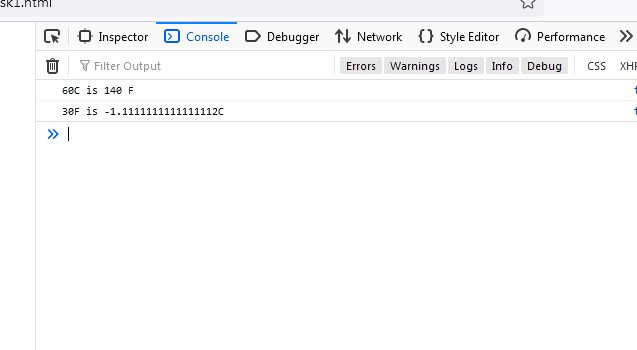 sk1.html
Inspector Console Debugger Network Style Editor Performance
Filter Output Errors Warnings Logs Info Debug CSS XHR
60C is 140 F
30F is -1.1111111111111112C